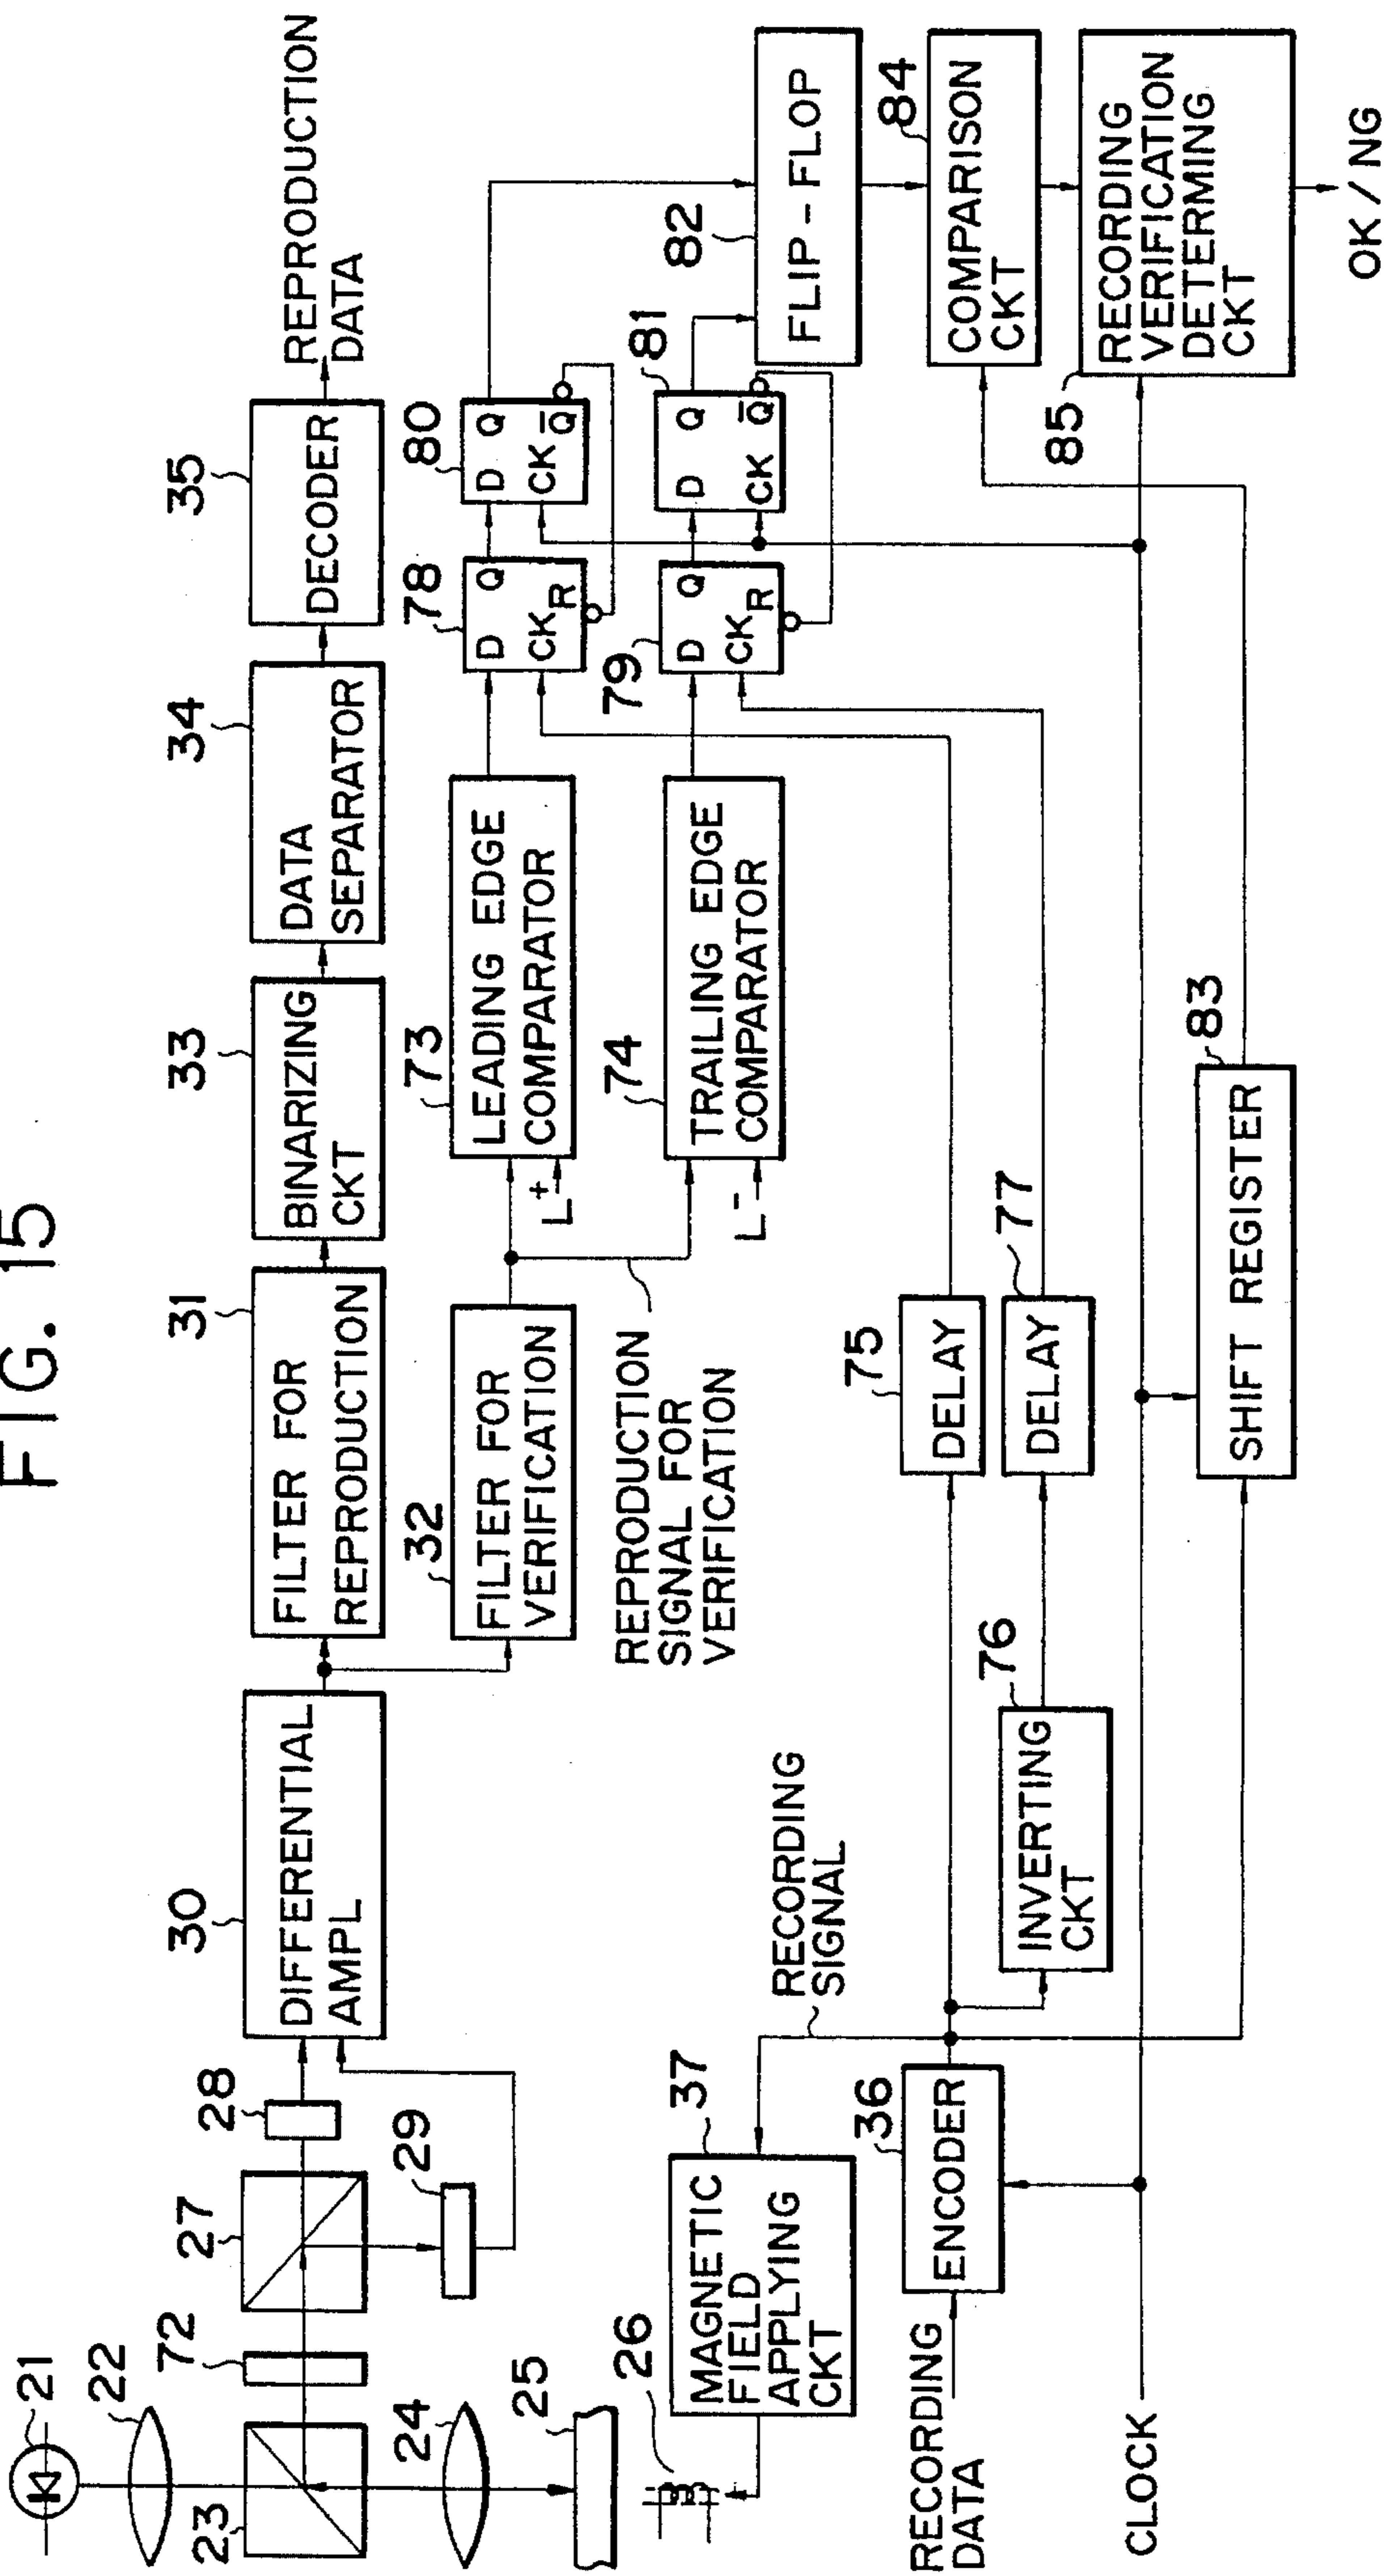 FIG. 15
21
22
23
72
24
25
26
27
28
29
30
DIFFERENTIAL
AMPL
31
FILTER FOR
REPRODUCTION
33
BINARIZING
CKT
34
DATA
SEPARATOR
35
DECODER
REPRODUCTION
DATA
32
FILTER FOR
VERIFICATION
REPRODUCTION
SIGNAL FOR
VERIFICATION
73
LEADING EDGE
COMPARATOR
L+
74
TRAILING EDGE
COMPARATOR
L-
78
D Q
CK R
80
D Q
CK Q̅
79
D Q
CK R
81
D Q
CK Q̅
82
FLIP-FLOP
84
COMPARISON
CKT
85
RECORDING
VERIFICATION
DETERMING
CKT
OK / NG
37
MAGNETIC
FIELD
APPLYING
CKT
RECORDING
SIGNAL
36
ENCODER
RECORDING
DATA
CLOCK
76
INVERTING
CKT
75
DELAY
77
DELAY
83
SHIFT REGISTER